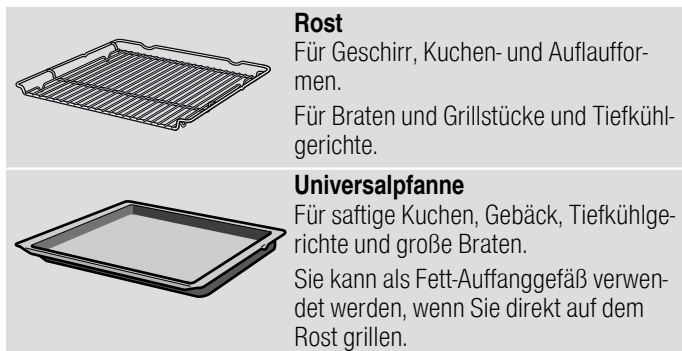 Rost
Für Geschirr, Kuchen- und Auflauffor-
men.
Für Braten und Grillstücke und Tiefkühl-
gerichte.
Universalpfanne
Für saftige Kuchen, Gebäck, Tiefkühlge-
richte und große Braten.
Sie kann als Fett-Auffanggefäß verwen-
det werden, wenn Sie direkt auf dem
Rost grillen.